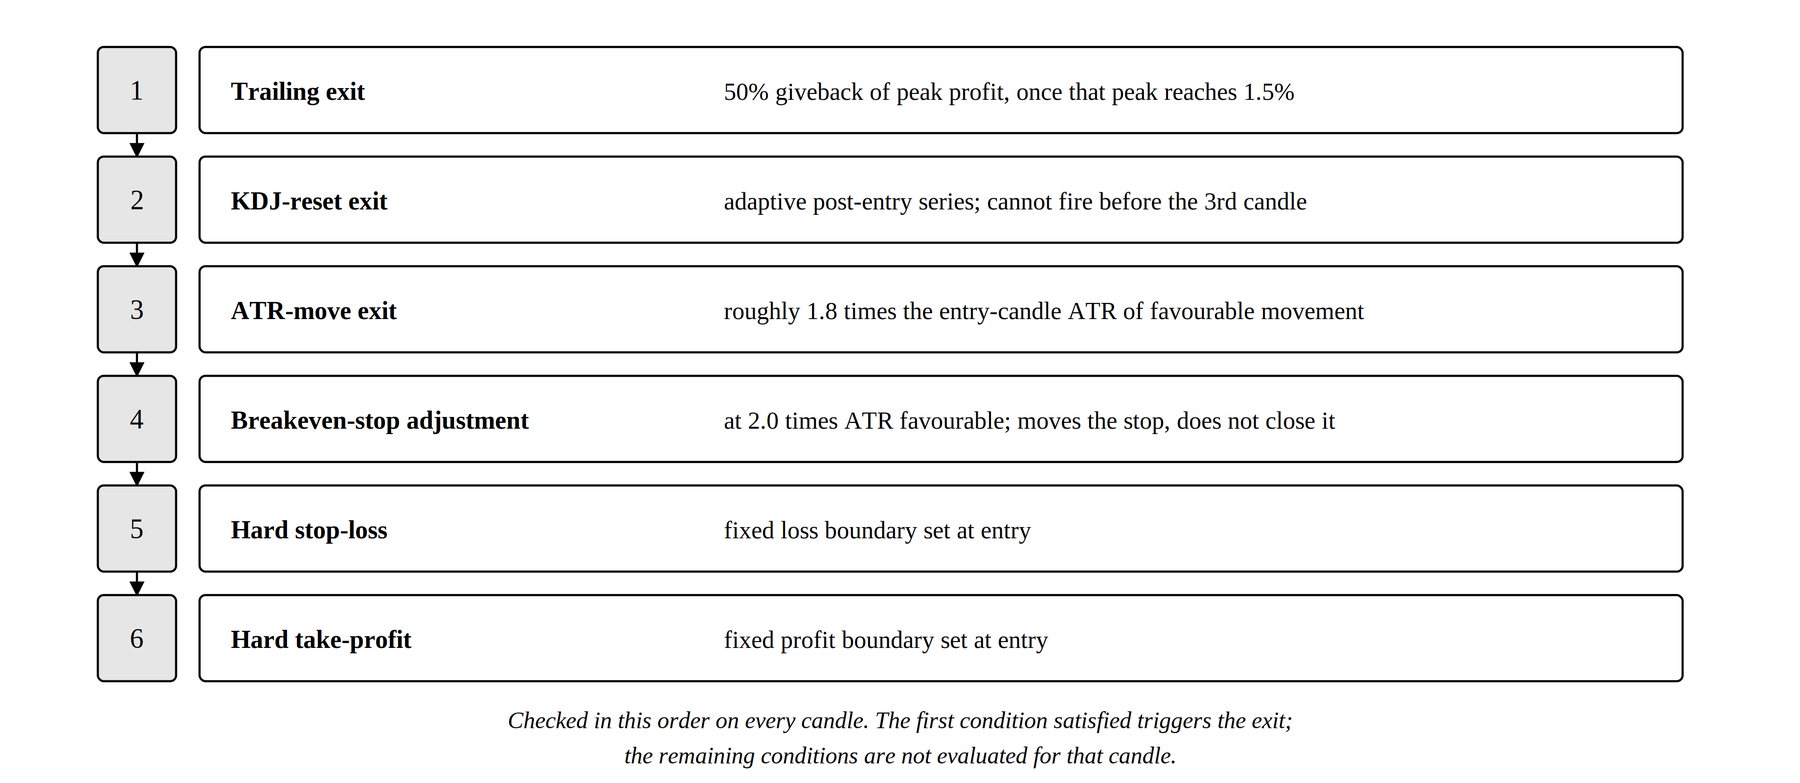 1 Trailing exit 50% giveback of peak profit, once that peak reaches 1.5%
2 KDJ-reset exit adaptive post-entry series; cannot fire before the 3rd candle
3 ATR-move exit roughly 1.8 times the entry-candle ATR of favourable movement
4 Breakeven-stop adjustment at 2.0 times ATR favourable; moves the stop, does not close it
5 Hard stop-loss fixed loss boundary set at entry
6 Hard take-profit fixed profit boundary set at entry
Checked in this order on every candle. The first condition satisfied triggers the exit;
the remaining conditions are not evaluated for that candle.